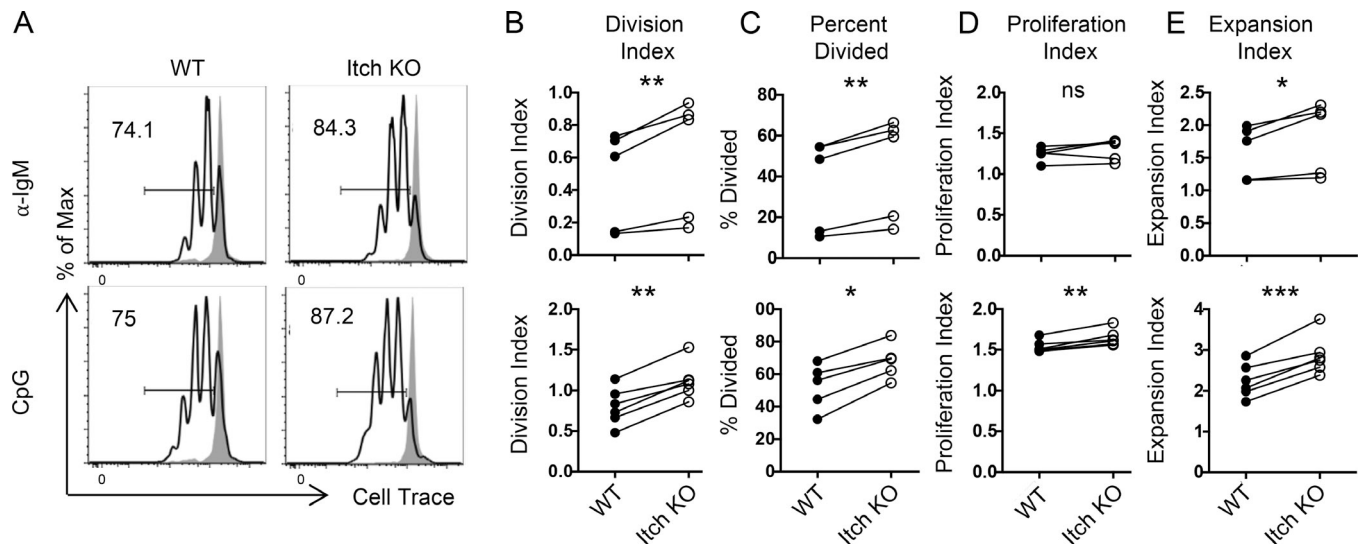 A
WT
Itch KO
α-IgM
CpG
74.1
84.3
75
87.2
0
0
0
0
% of Max
Cell Trace
B
Division
Index
**
Division Index
1.0
0.8
0.6
0.4
0.2
0.0
**
Division Index
2.0
1.5
1.0
0.5
0.0
WT
Itch KO
C
Percent
Divided
**
% Divided
80
60
40
20
0
*
% Divided
00
80
60
40
20
00
WT
Itch KO
D
Proliferation
Index
ns
Proliferation Index
2.0
1.5
1.0
0.5
0.0
**
Proliferation Index
2.0
1.5
1.0
0.5
0.0
WT
Itch KO
E
Expansion
Index
*
Expansion Index
2.5
2.0
1.5
1.0
0.5
0.0
***
Expansion Index
4
3
2
1
0
WT
Itch KO